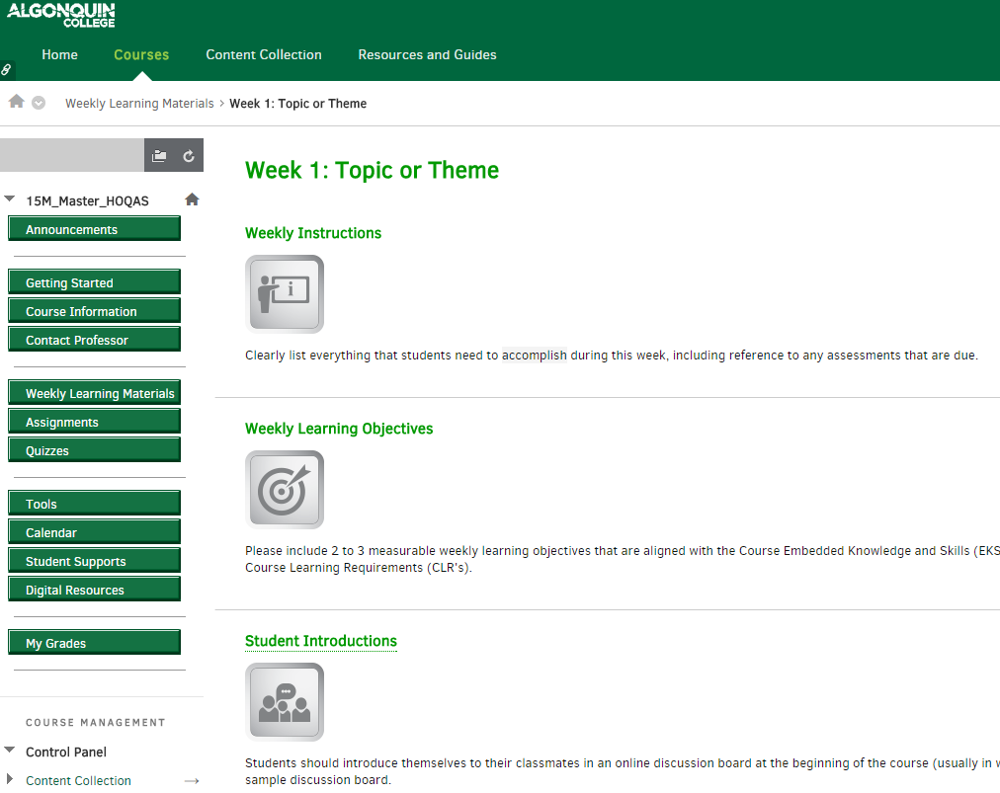 ALGONQUIN
COLLEGE
Home
Courses
Content Collection
Resources and Guides
Weekly Learning Materials > Week 1: Topic or Theme
15M_Master_HOQAS
Announcements
Getting Started
Course Information
Contact Professor
Weekly Learning Materials
Assignments
Quizzes
Tools
Calendar
Student Supports
Digital Resources
My Grades
COURSE MANAGEMENT
Control Panel
Content Collection
Week 1: Topic or Theme
Weekly Instructions
i
Clearly list everything that students need to accomplish during this week, including reference to any assessments that are due.
Weekly Learning Objectives
Please include 2 to 3 measurable weekly learning objectives that are aligned with the Course Embedded Knowledge and Skills (EKS
Course Learning Requirements (CLR's).
Student Introductions
Students should introduce themselves to their classmates in an online discussion board at the beginning of the course (usually in
sample discussion board.